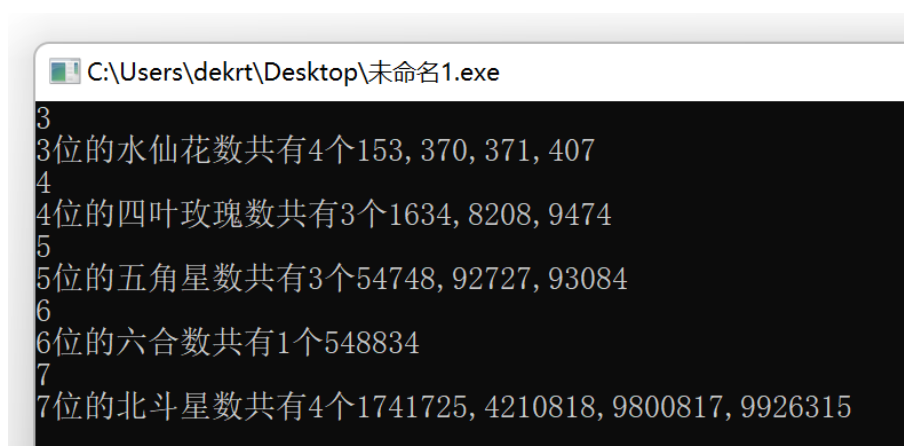 C:\Users\dekrt\Desktop\未命名1.exe
3
3位的水仙花数共有4个153,370,371,407
4
4位的四叶玫瑰数共有3个1634,8208,9474
5
5位的五角星数共有3个54748,92727,93084
6
6位的六合数共有1个548834
7
7位的北斗星数共有4个1741725,4210818,9800817,9926315